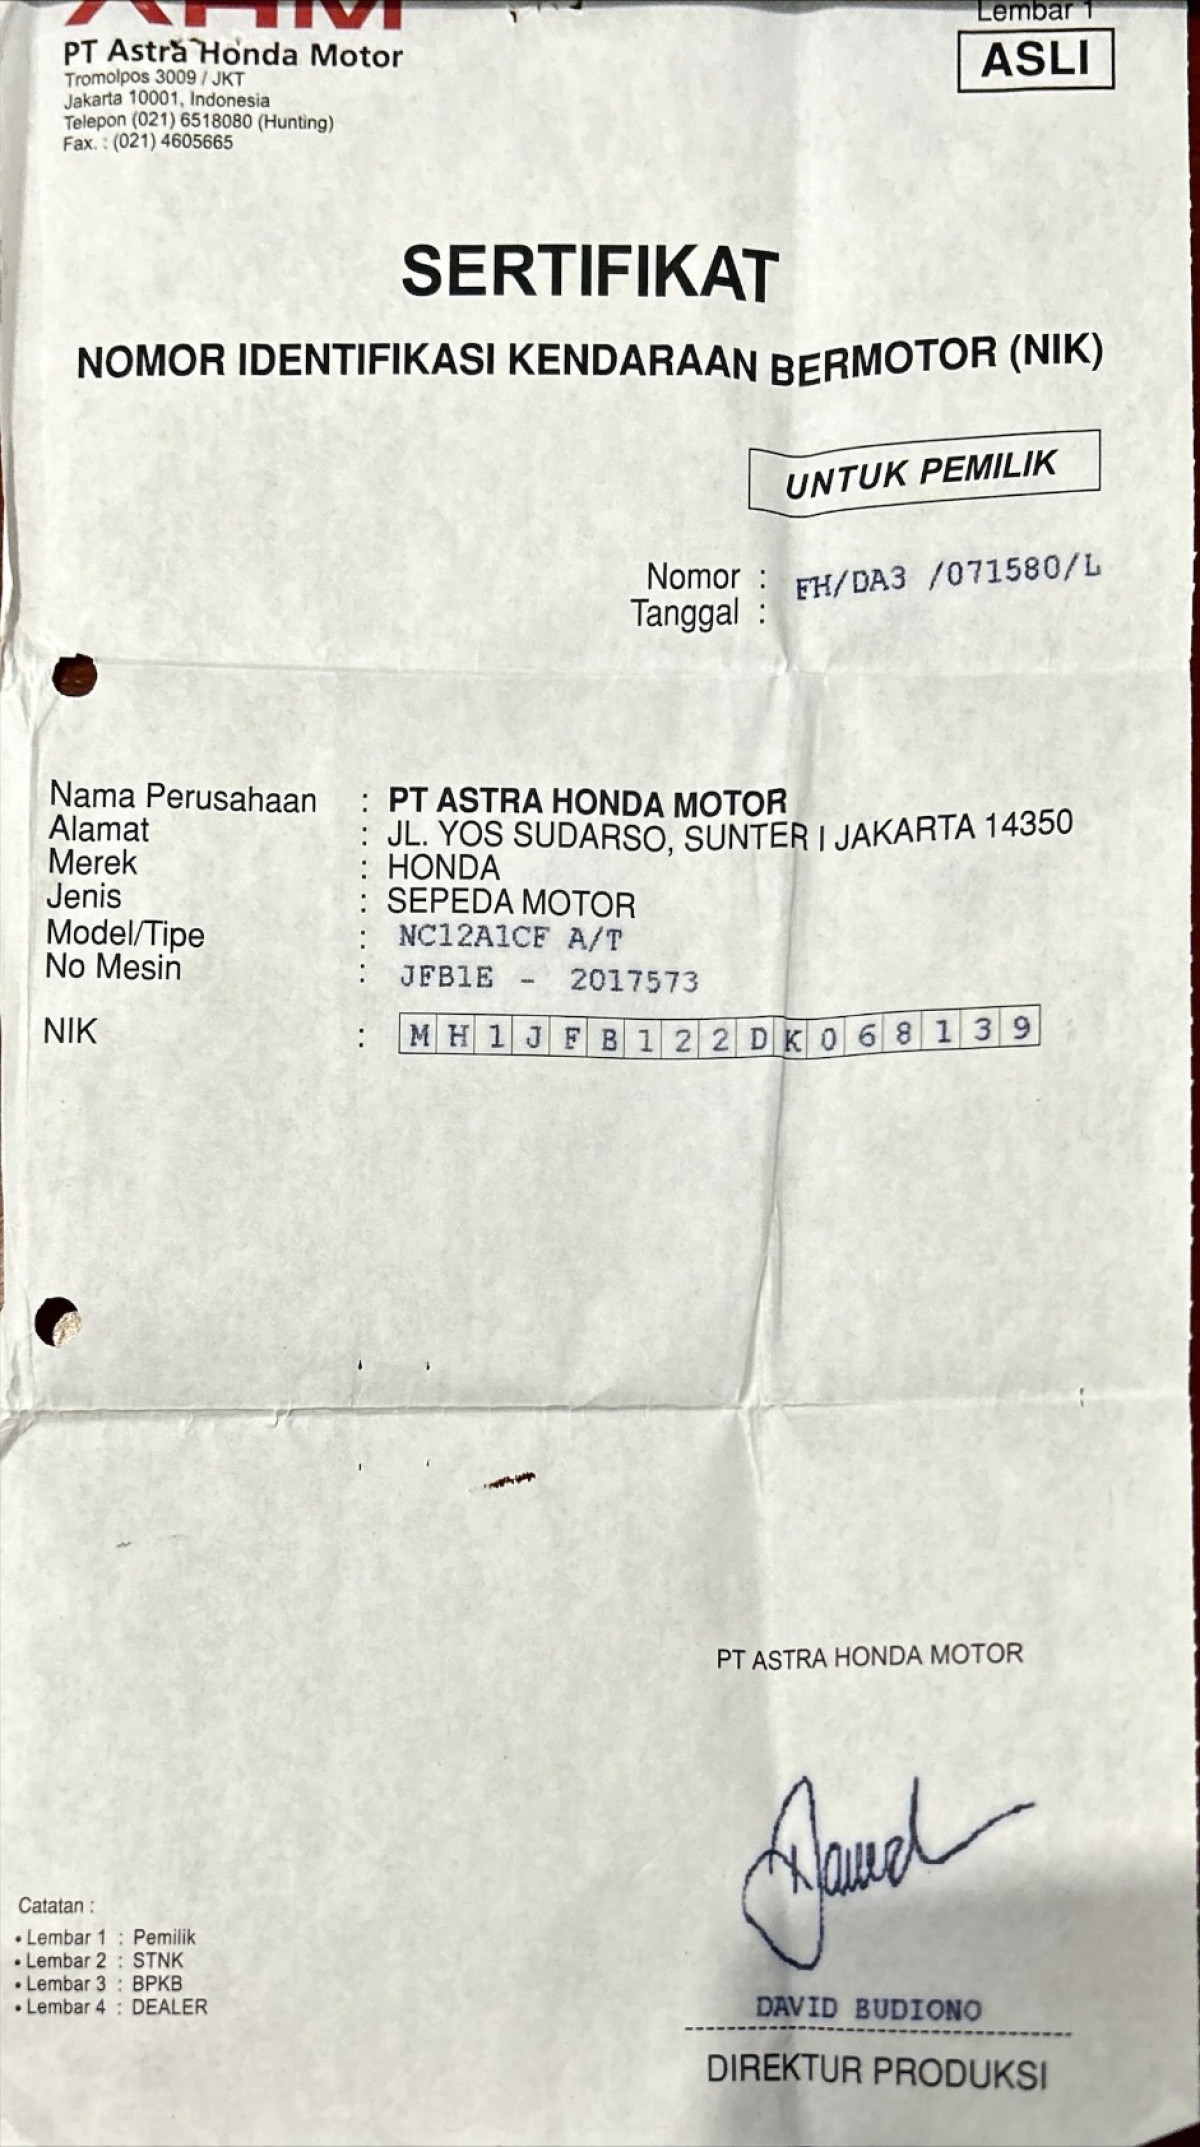 AHM
PT Astra Honda Motor
Tromolpos 3009 / JKT
Jakarta 10001, Indonesia
Telepon (021) 6518080 (Hunting)
Fax. : (021) 4605665
Lembar 1
ASLI
SERTIFIKAT
NOMOR IDENTIFIKASI KENDARAAN BERMOTOR (NIK)
UNTUK PEMILIK
Nomor : FH/DA3 /071580/L
Tanggal :
Nama Perusahaan : PT ASTRA HONDA MOTOR
Alamat : JL. YOS SUDARSO, SUNTER I JAKARTA 14350
Merek : HONDA
Jenis : SEPEDA MOTOR
Model/Tipe : NC12A1CF A/T
No Mesin : JFB1E - 2017573
NIK : MH1JFB122DK068139
PT ASTRA HONDA MOTOR
David
DAVID BUDIONO
DIREKTUR PRODUKSI
Catatan :
• Lembar 1 : Pemilik
• Lembar 2 : STNK
• Lembar 3 : BPKB
• Lembar 4 : DEALER